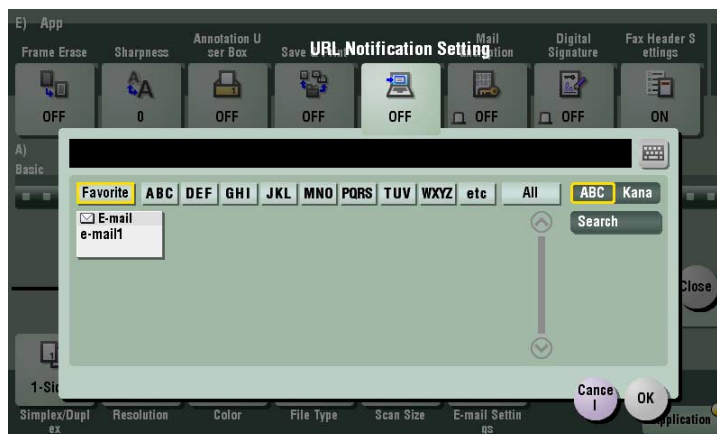 E) App
Annotation U
Mail
Digital
Fax Header S
Frame Erase
Sharpness
ser Box
Save
URL Notification Setting
ption
Signature
ettings
OFF
0
OFF
OFF
OFF
OFF
OFF
ON
A)
Basic
Favorite
ABC
DEF
GHI
JKL
MNO
PQRS
TUV
WXYZ
etc
All
ABC
Kana
E-mail
e-mail1
Search
Close
1-Si
Cance
l
OK
Simplex/Dupl
ex
Resolution
Color
File Type
Scan Size
E-mail Settin
gs
pplication